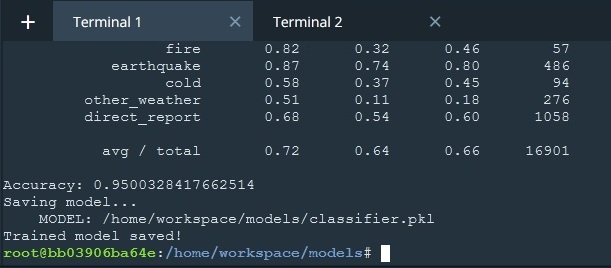 + Terminal 1 × Terminal 2 ×
fire 0.82 0.32 0.46 57
earthquake 0.87 0.74 0.80 486
cold 0.58 0.37 0.45 94
other_weather 0.51 0.11 0.18 276
direct_report 0.68 0.54 0.60 1058
avg / total 0.72 0.64 0.66 16901
Accuracy: 0.9500328417662514
Saving model...
MODEL: /home/workspace/models/classifier.pkl
Trained model saved!
root@bb03906ba64e:/home/workspace/models#